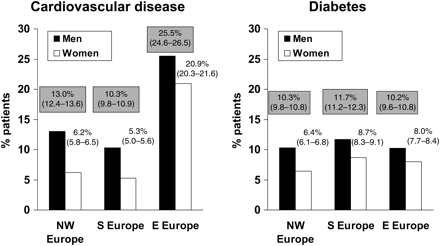 Cardiovascular disease
% patients
30
25
20
15
10
5
0
Men
Women
13.0%
(12.4–13.6)
6.2%
(5.8–6.5)
10.3%
(9.8–10.9)
5.3%
(5.0–5.6)
25.5%
(24.6–26.5)
20.9%
(20.3–21.6)
NW
Europe
S Europe
E Europe
Diabetes
% patients
30
25
20
15
10
5
0
Men
Women
10.3%
(9.8–10.8)
6.4%
(6.1–6.8)
11.7%
(11.2–12.3)
8.7%
(8.3–9.1)
10.2%
(9.6–10.8)
8.0%
(7.7–8.4)
NW
Europe
S Europe
E Europe